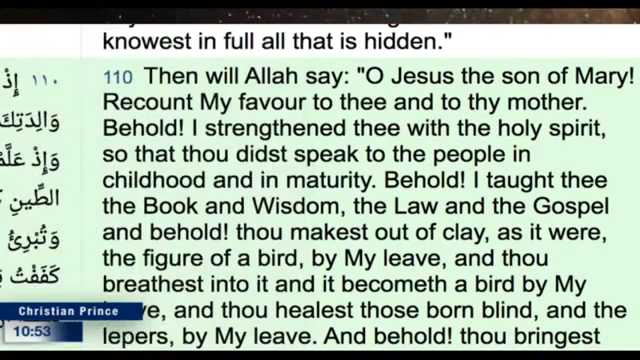 knowest in full all that is hidden."
110 Then will Allah say: "O Jesus the son of Mary!
Recount My favour to thee and to thy mother.
Behold! I strengthened thee with the holy spirit,
so that thou didst speak to the people in
childhood and in maturity. Behold! I taught thee
the Book and Wisdom, the Law and the Gospel
and behold! thou makest out of clay, as it were,
the figure of a bird, by My leave, and thou
breathest into it and it becometh a bird by My
, and thou healest those born blind, and the
lepers, by My leave. And behold! thou bringest
١١٠ إِذْ
وَالِدَتِكَ
وَإِذْ عَلَّمْ
الطِّينِ
وَتُبْرِئُ
كَفَفْتُ
Christian Prince
10:53